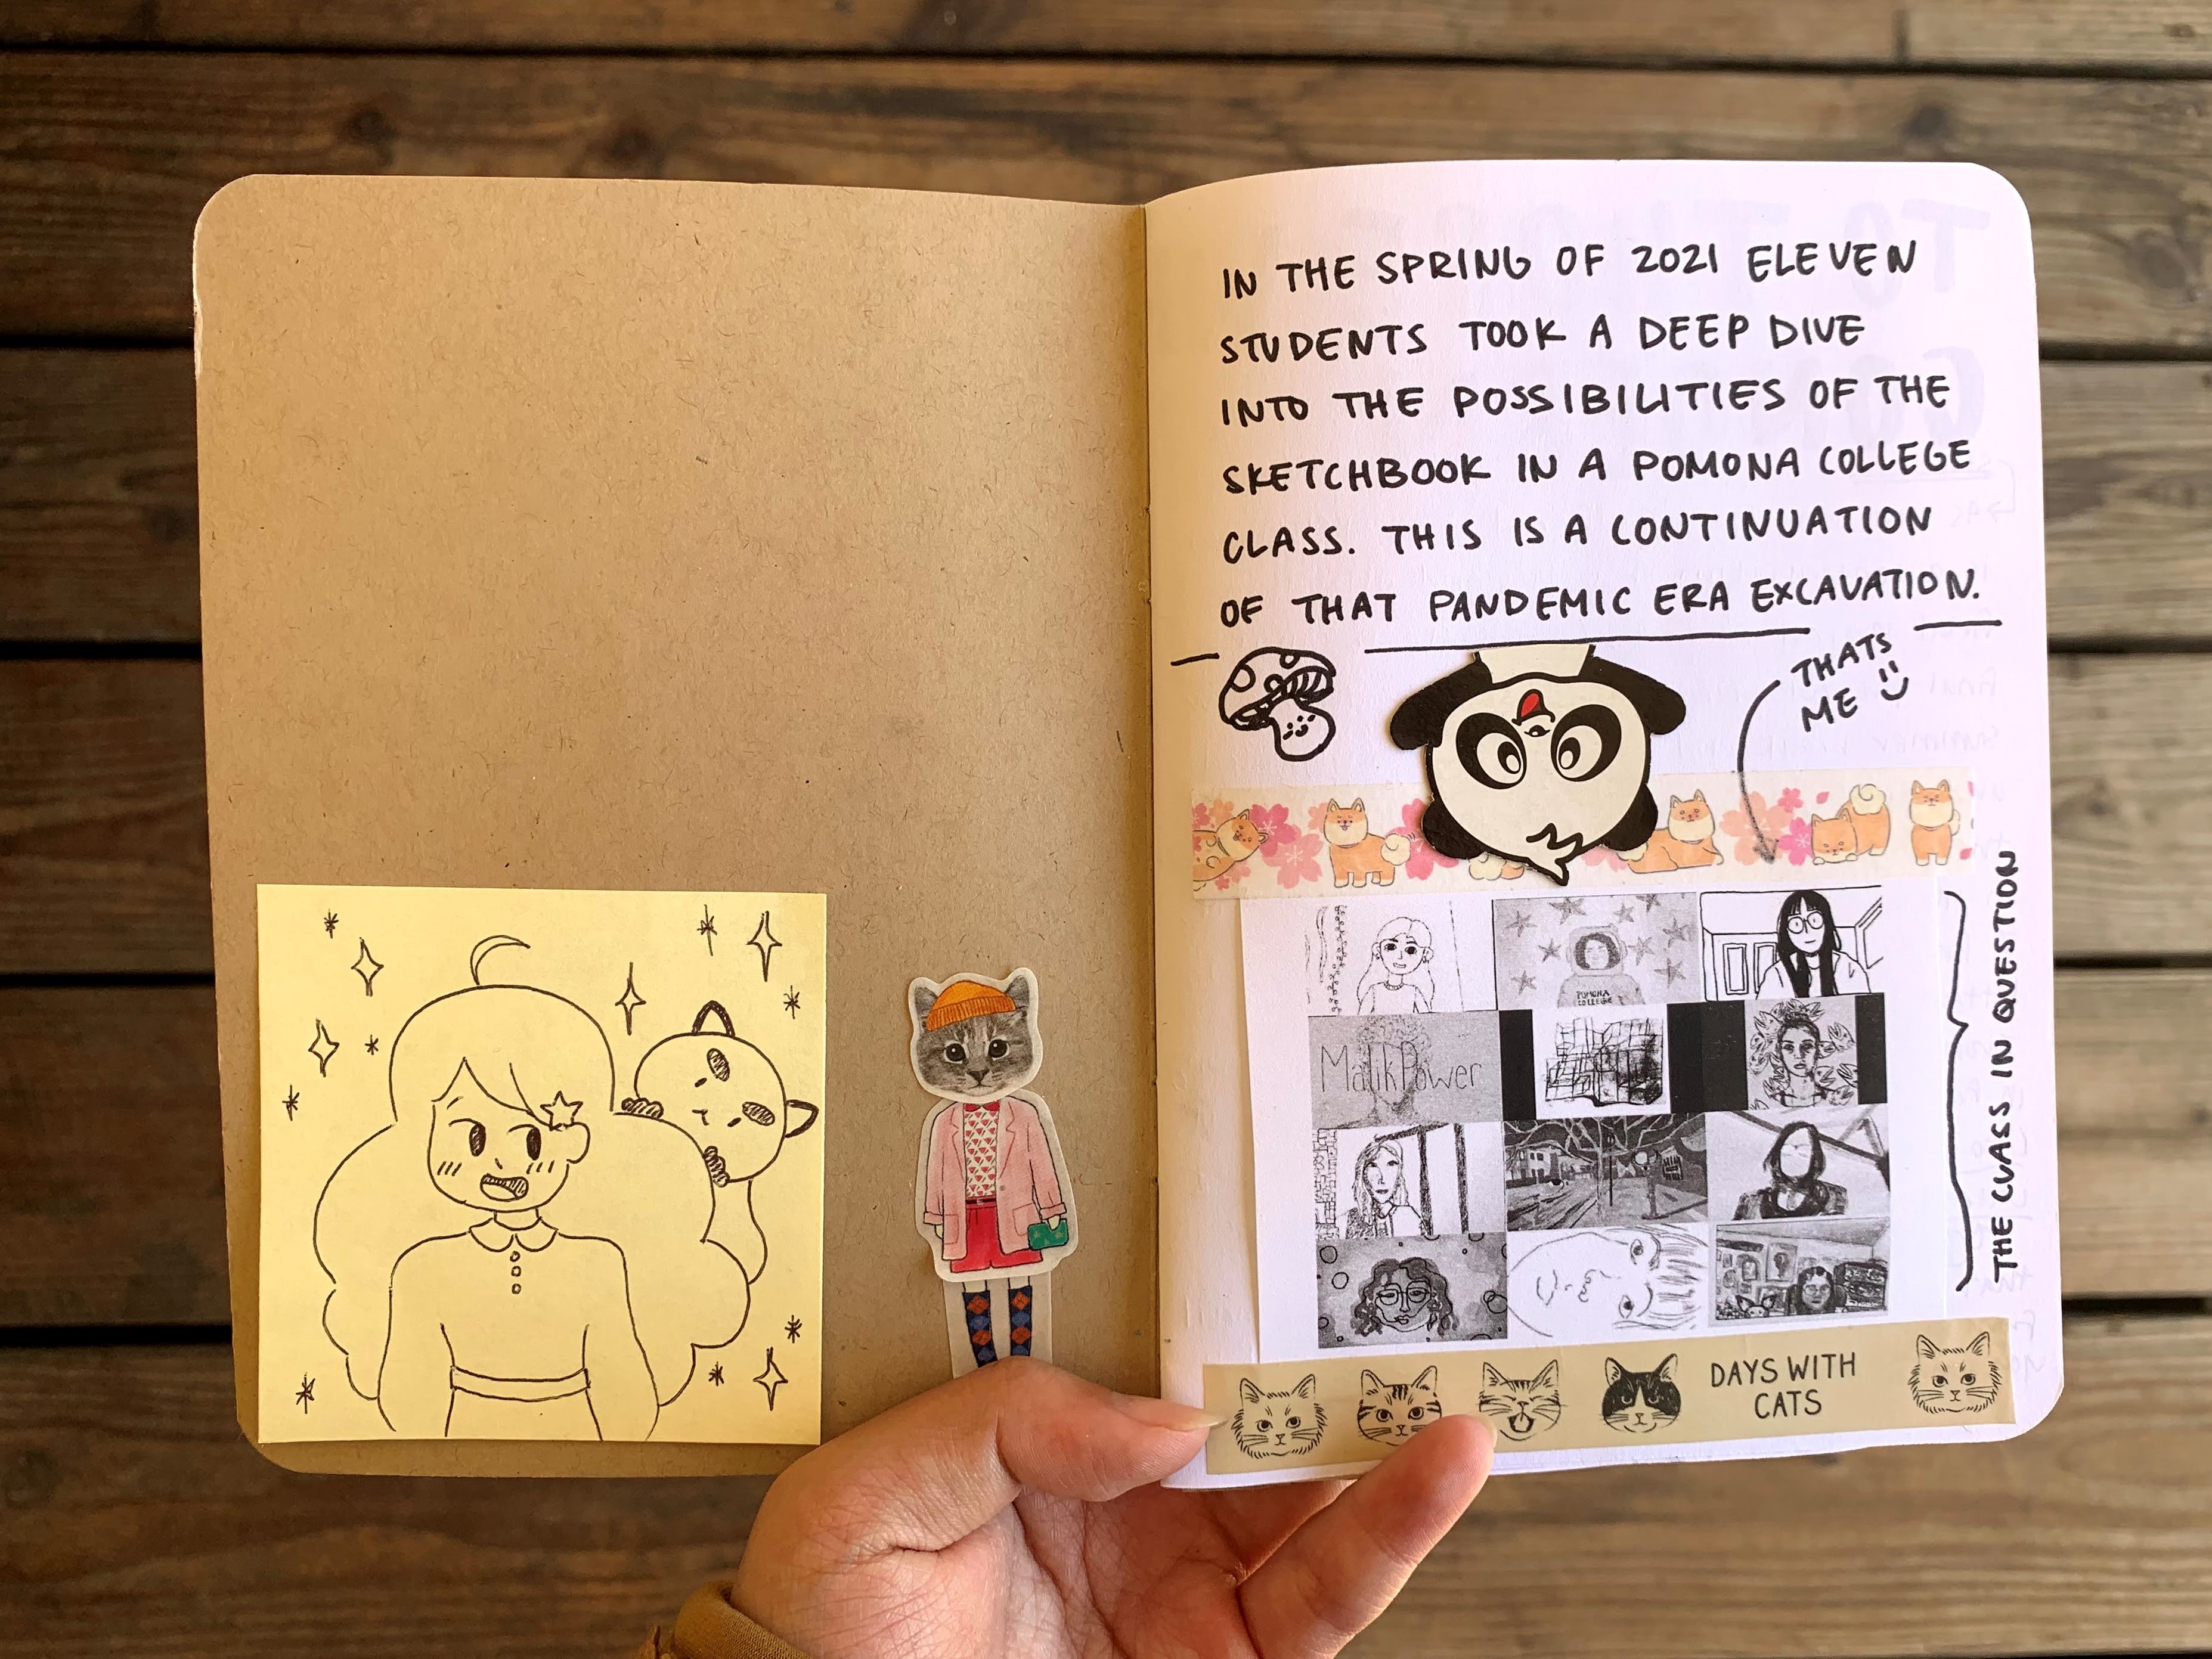 IN THE SPRING OF 2021 ELEVEN
STUDENTS TOOK A DEEP DIVE
INTO THE POSSIBILITIES OF THE
SKETCHBOOK IN A POMONA COLLEGE
CLASS. THIS IS A CONTINUATION
OF THAT PANDEMIC ERA EXCAVATION.
THATS
ME
POMONA
COLLEGE
MalikPower
THE CLASS IN QUESTION
DAYS WITH
CATS